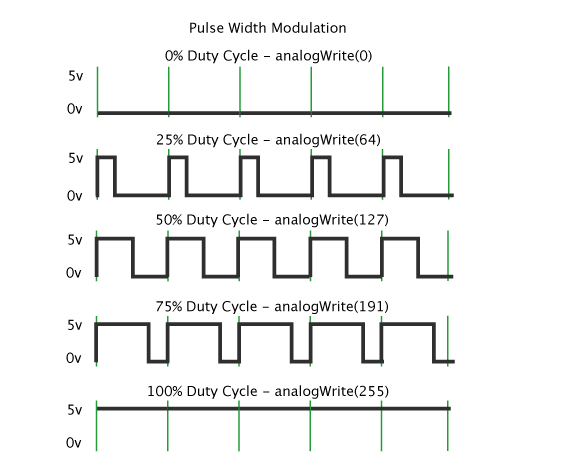 Pulse Width Modulation
0% Duty Cycle – analogWrite(0)
5v
0v
25% Duty Cycle – analogWrite(64)
5v
0v
50% Duty Cycle – analogWrite(127)
5v
0v
75% Duty Cycle – analogWrite(191)
5v
0v
100% Duty Cycle – analogWrite(255)
5v
0v